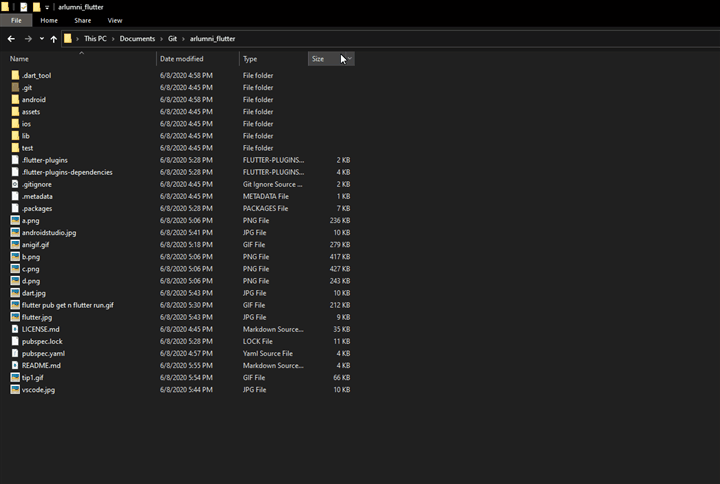 arlumni_flutter
File Home Share View
This PC > Documents > Git > arlumni_flutter
Name Date modified Type Size
.dart_tool 6/8/2020 4:58 PM File folder
.git 6/8/2020 4:45 PM File folder
android 6/8/2020 4:58 PM File folder
assets 6/8/2020 4:45 PM File folder
ios 6/8/2020 4:45 PM File folder
lib 6/8/2020 4:45 PM File folder
test 6/8/2020 4:45 PM File folder
.flutter-plugins 6/8/2020 5:28 PM FLUTTER-PLUGINS... 2 KB
.flutter-plugins-dependencies 6/8/2020 5:28 PM FLUTTER-PLUGINS... 4 KB
.gitignore 6/8/2020 4:45 PM Git Ignore Source ... 2 KB
.metadata 6/8/2020 4:45 PM METADATA File 1 KB
.packages 6/8/2020 5:28 PM PACKAGES File 7 KB
a.png 6/8/2020 5:06 PM PNG File 236 KB
androidstudio.jpg 6/8/2020 5:41 PM JPG File 10 KB
anigif.gif 6/8/2020 5:18 PM GIF File 279 KB
b.png 6/8/2020 5:06 PM PNG File 417 KB
c.png 6/8/2020 5:06 PM PNG File 427 KB
d.png 6/8/2020 5:06 PM PNG File 243 KB
dart.jpg 6/8/2020 5:43 PM JPG File 10 KB
flutter pub get n flutter run.gif 6/8/2020 5:30 PM GIF File 212 KB
flutter.jpg 6/8/2020 5:43 PM JPG File 9 KB
LICENSE.md 6/8/2020 4:45 PM Markdown Source... 35 KB
pubspec.lock 6/8/2020 5:28 PM LOCK File 11 KB
pubspec.yaml 6/8/2020 4:57 PM Yaml Source File 4 KB
README.md 6/8/2020 5:55 PM Markdown Source... 4 KB
tip1.gif 6/8/2020 5:54 PM GIF File 66 KB
vscode.jpg 6/8/2020 5:44 PM JPG File 10 KB